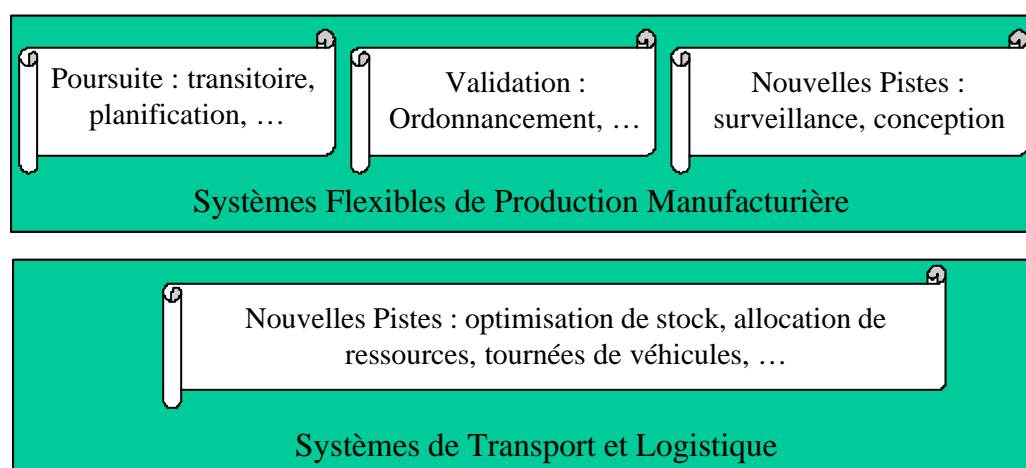 Poursuite : transitoire,
planification, …
Validation :
Ordonnancement, …
Nouvelles Pistes :
surveillance, conception
Systèmes Flexibles de Production Manufacturière
Nouvelles Pistes : optimisation de stock, allocation de
ressources, tournées de véhicules, …
Systèmes de Transport et Logistique